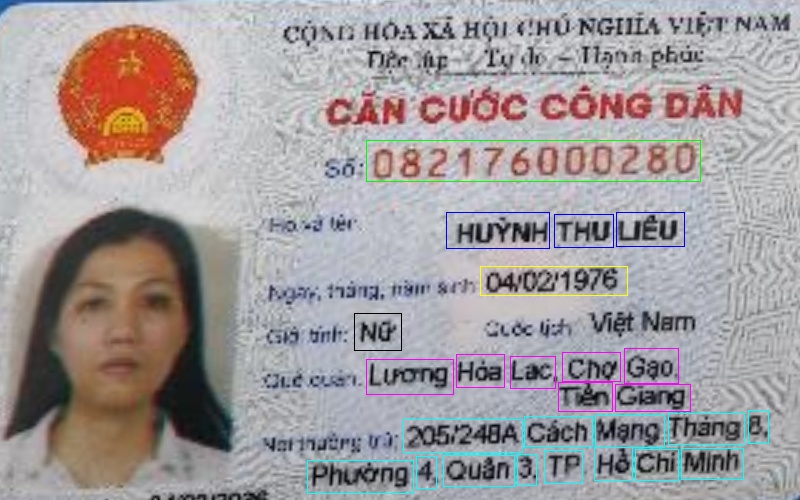 CỘNG HÒA XÃ HỘI CHỦ NGHĨA VIỆT NAM
Độc lập – Tự do – Hạnh phúc
CĂN CƯỚC CÔNG DÂN
Số: 082176000280
Họ và tên: HUỲNH THU LIỄU
Ngày, tháng, năm sinh: 04/02/1976
Giới tính: Nữ Quốc tịch: Việt Nam
Quê quán: Lương Hòa Lạc, Chợ Gạo,
Tiền Giang
Nơi thường trú: 205/248A Cách Mạng Tháng 8,
Phường 4, Quận 3, TP Hồ Chí Minh